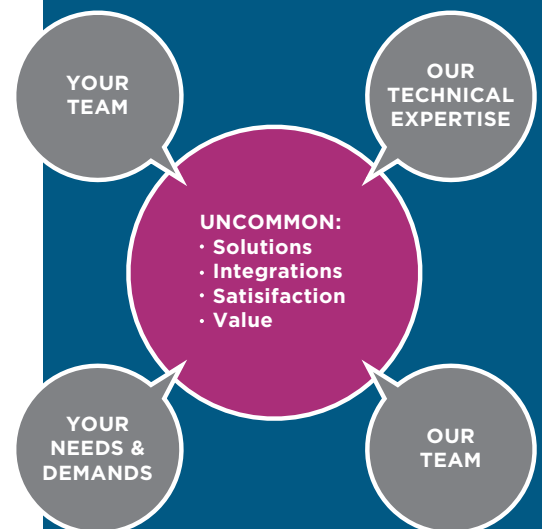 YOUR
TEAM
OUR
TECHNICAL
EXPERTISE
UNCOMMON:
· Solutions
· Integrations
· Satisifaction
· Value
YOUR
NEEDS &
DEMANDS
OUR
TEAM